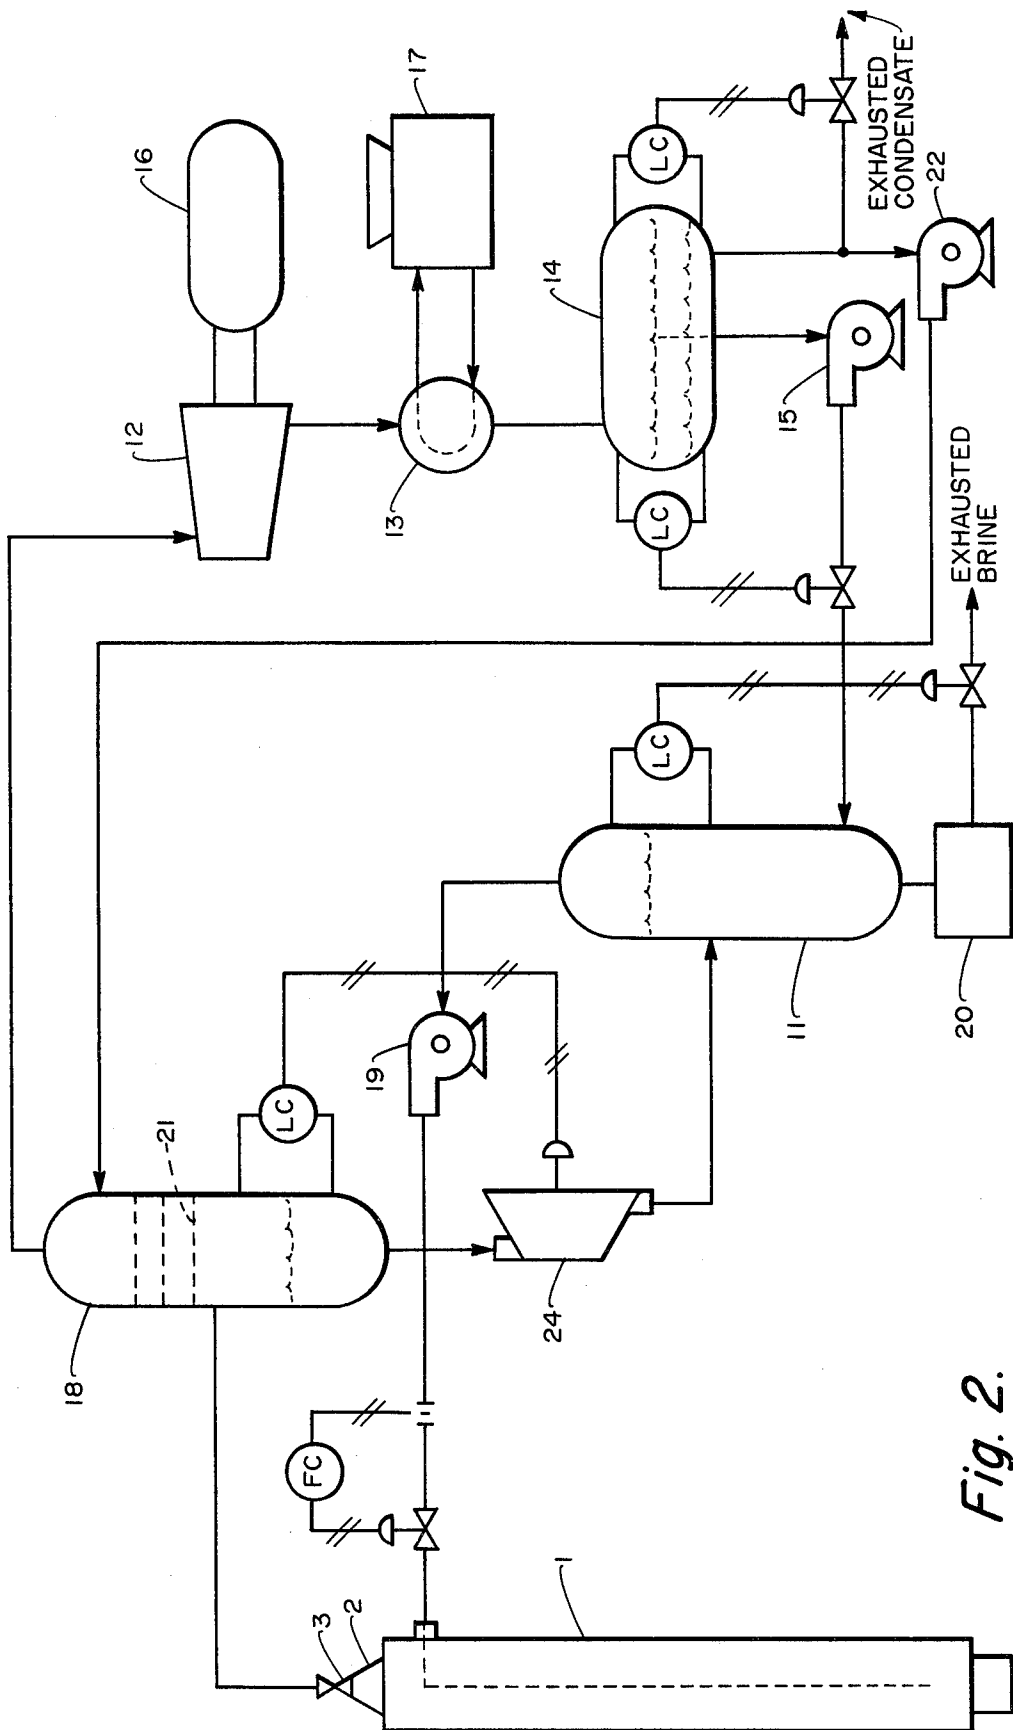 16
12
17
13
14
LC
LC
15
EXHAUSTED
CONDENSATE
22
EXHAUSTED
BRINE
LC
11
20
19
LC
21
18
24
FC
3
2
1
Fig. 2.